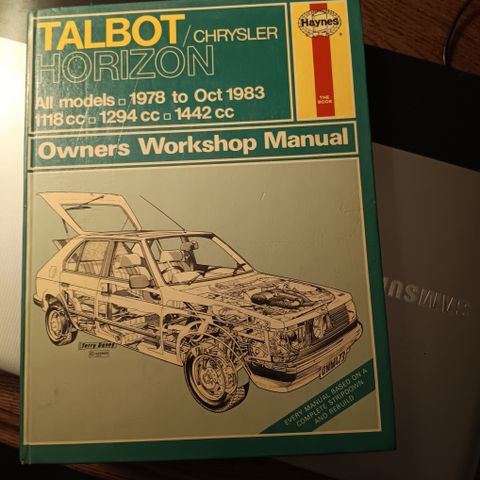 TALBOT/CHRYSLER
HORIZON
Haynes
®
THE
BOOK
All models ▫ 1978 to Oct 1983
1118 cc ▫ 1294 cc ▫ 1442 cc
Owners Workshop Manual
Terry Davey
EVERY MANUAL BASED ON A
COMPLETE STRIPDOWN
AND REBUILD